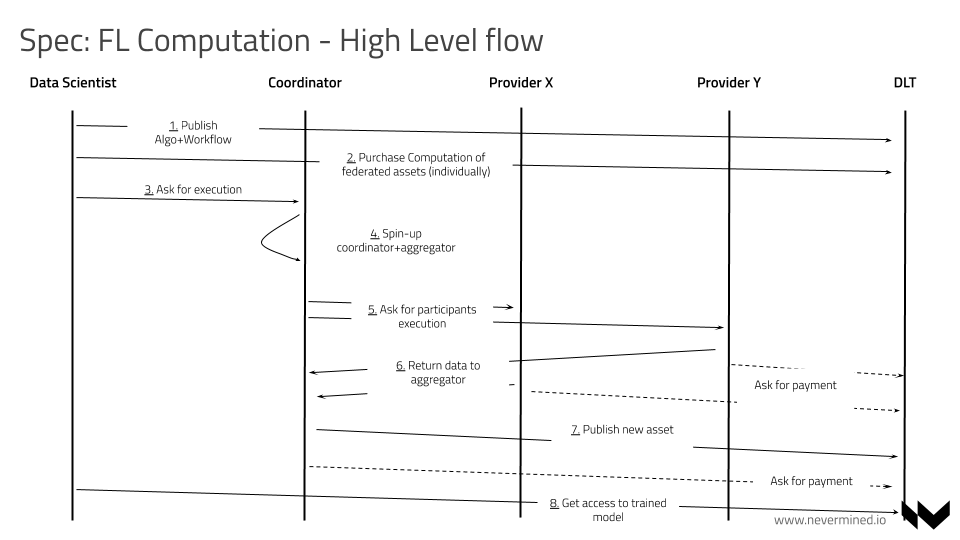 Spec: FL Computation - High Level flow
Data Scientist Coordinator Provider X Provider Y DLT
1. Publish
Algo+Workflow
2. Purchase Computation of
federated assets (individually)
3. Ask for execution
4. Spin-up
coordinator+aggregator
5. Ask for participants
execution
6. Return data to
aggregator
Ask for payment
7. Publish new asset
Ask for payment
8. Get access to trained
model
www.nevermined.io